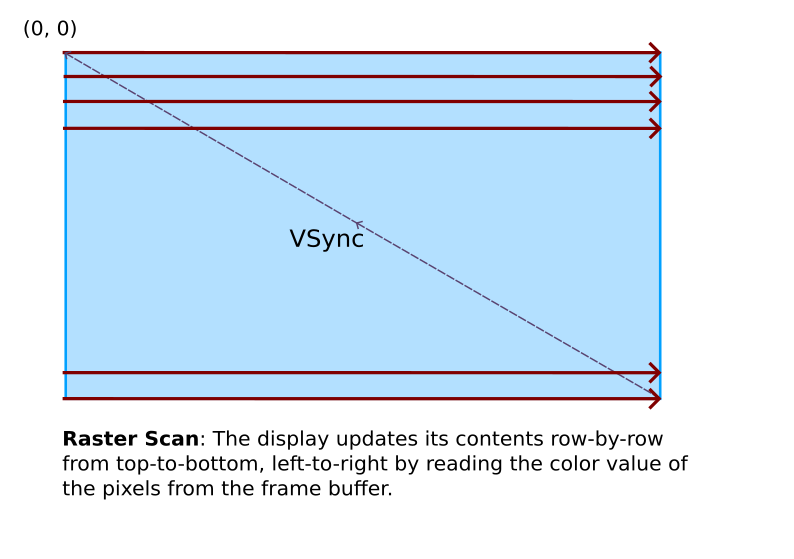 (0, 0)
VSync
Raster Scan: The display updates its contents row-by-row
from top-to-bottom, left-to-right by reading the color value of
the pixels from the frame buffer.